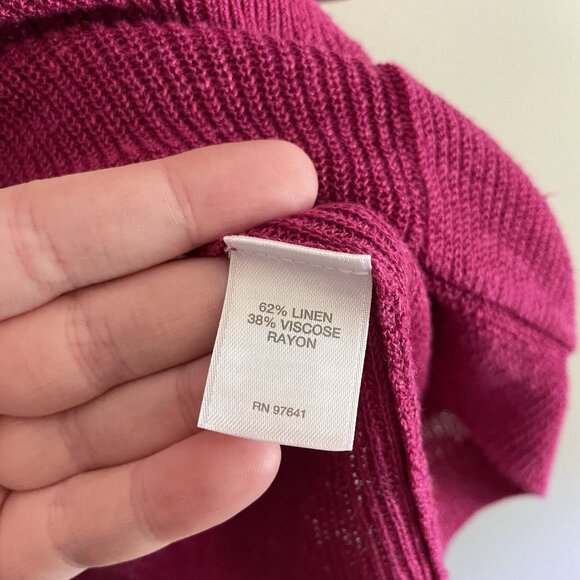 62% LINEN
38% VISCOSE
RAYON
RN 97641